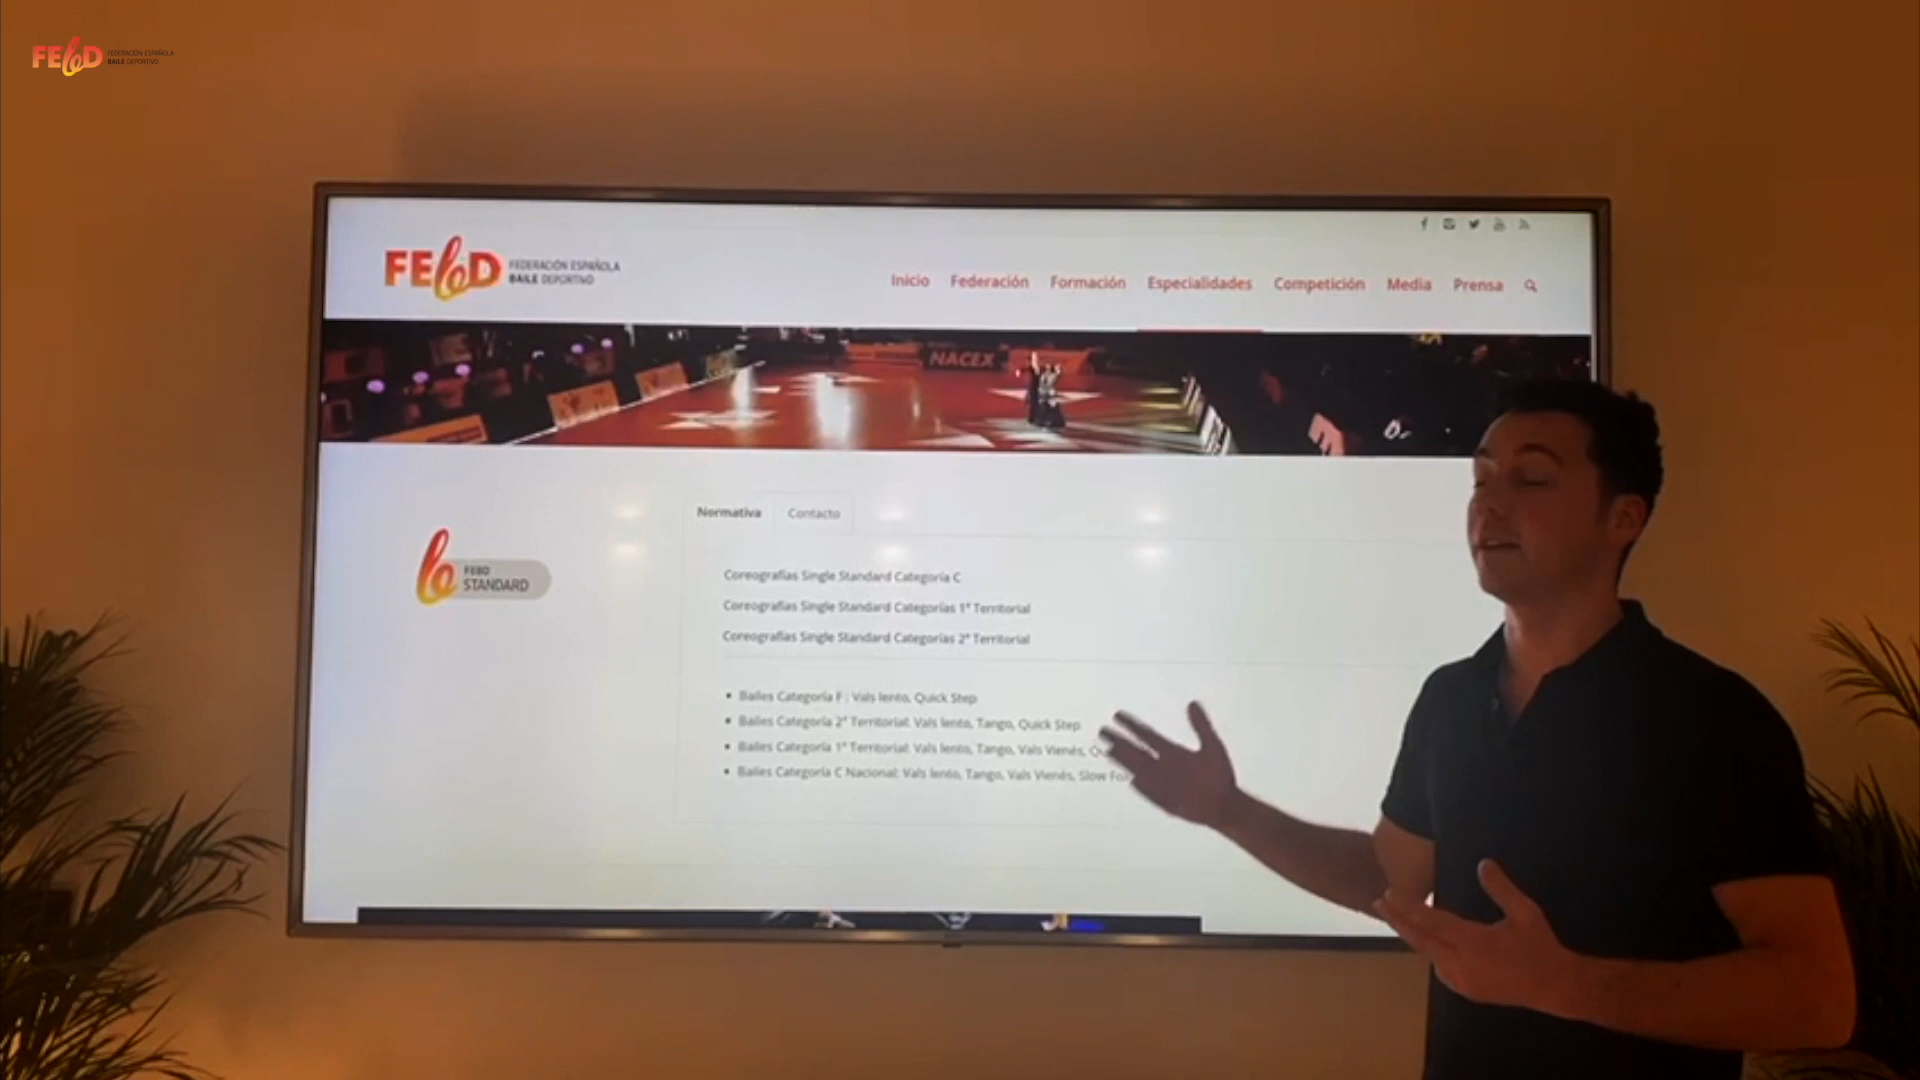 FEbD FEDERACIÓN ESPAÑOLA
BAILE DEPORTIVO
FEbD FEDERACIÓN ESPAÑOLA
BAILE DEPORTIVO
Inicio Federación Formación Especialidades Competición Media Prensa
NACEX
Normativa Contacto
FEBD
STANDARD
Coreografías Single Standard Categoría C
Coreografías Single Standard Categorías 1ª Territorial
Coreografías Single Standard Categorías 2ª Territorial
• Bailes Categoría F : Vals lento, Quick Step
• Bailes Categoría 2ª Territorial: Vals lento, Tango, Quick Step
• Bailes Categoría 1ª Territorial: Vals lento, Tango, Vals Vienés,
• Bailes Categoría C Nacional: Vals lento, Tango, Vals Vienés, Slow